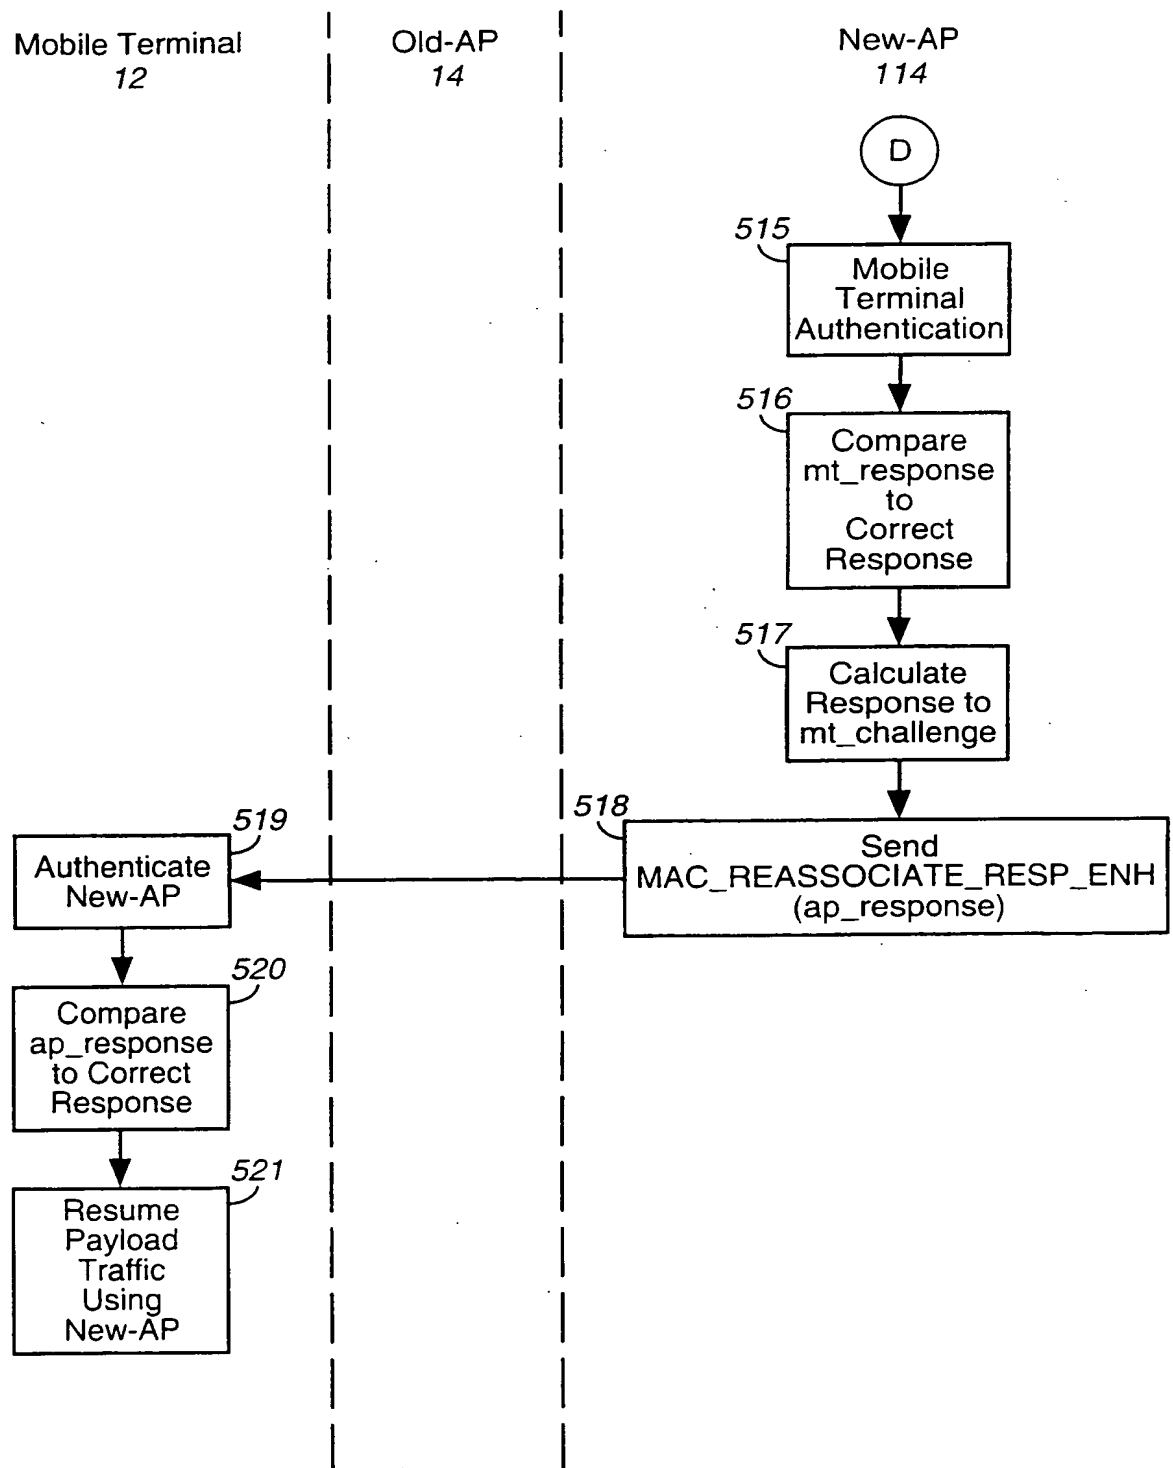 Mobile Terminal
12
Old-AP
14
New-AP
114
D
515
Mobile
Terminal
Authentication
516
Compare
mt_response
to
Correct
Response
517
Calculate
Response to
mt_challenge
518
Send
MAC_REASSOCIATE_RESP_ENH
(ap_response)
519
Authenticate
New-AP
520
Compare
ap_response
to Correct
Response
521
Resume
Payload
Traffic
Using
New-AP